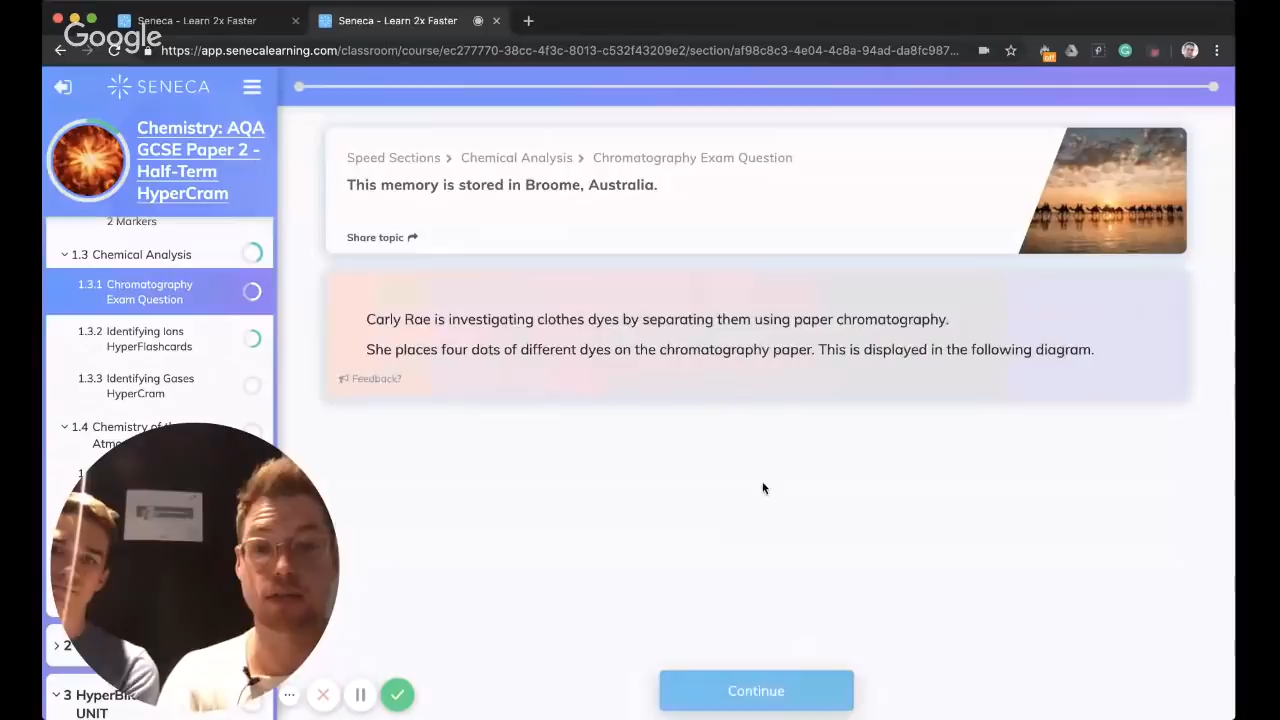 Seneca - Learn 2x Faster
Seneca - Learn 2x Faster
Google
https://app.senecalearning.com/classroom/course/ec277770-38cc-4f3c-8013-c532f43209e2/section/af98c8c3-4e04-4c8a-94ad-da8fc987...
off
SENECA
Chemistry: AQA
GCSE Paper 2 -
Half-Term
HyperCram
2 Markers
1.3 Chemical Analysis
1.3.1 Chromatography
Exam Question
1.3.2 Identifying Ions
HyperFlashcards
1.3.3 Identifying Gases
HyperCram
1.4 Chemistry of
2
3
UNIT
Speed Sections > Chemical Analysis > Chromatography Exam Question
This memory is stored in Broome, Australia.
Share topic
Carly Rae is investigating clothes dyes by separating them using paper chromatography.
She places four dots of different dyes on the chromatography paper. This is displayed in the following diagram.
Feedback?
Continue